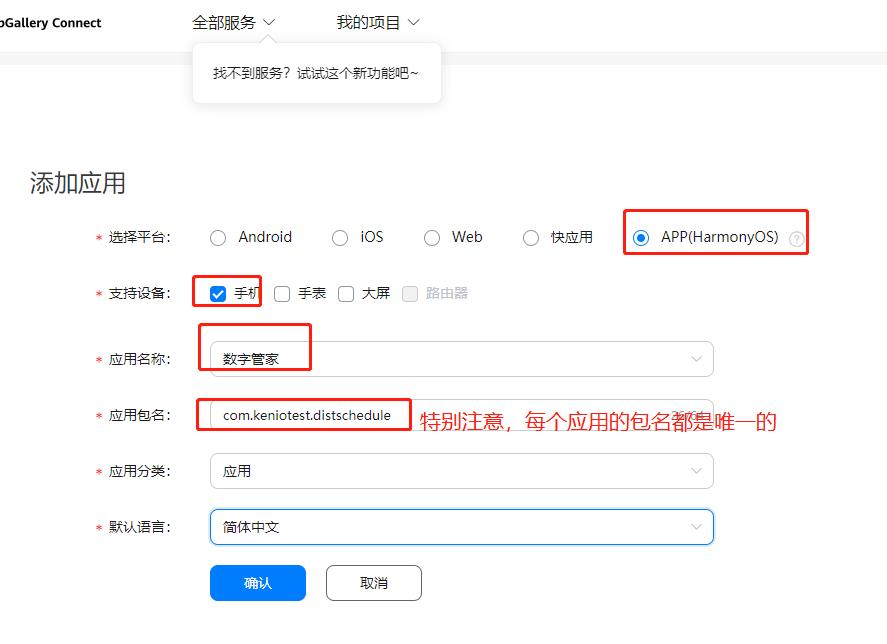 pGallery Connect 全部服务 我的项目
找不到服务？试试这个新功能吧~
添加应用
* 选择平台： Android iOS Web 快应用 APP(HarmonyOS) ?
* 支持设备： 手机 手表 大屏 路由器
* 应用名称： 数字管家
* 应用包名： com.keniotest.distschedule 特别注意，每个应用的包名都是唯一的
* 应用分类： 应用
* 默认语言： 简体中文
确认 取消